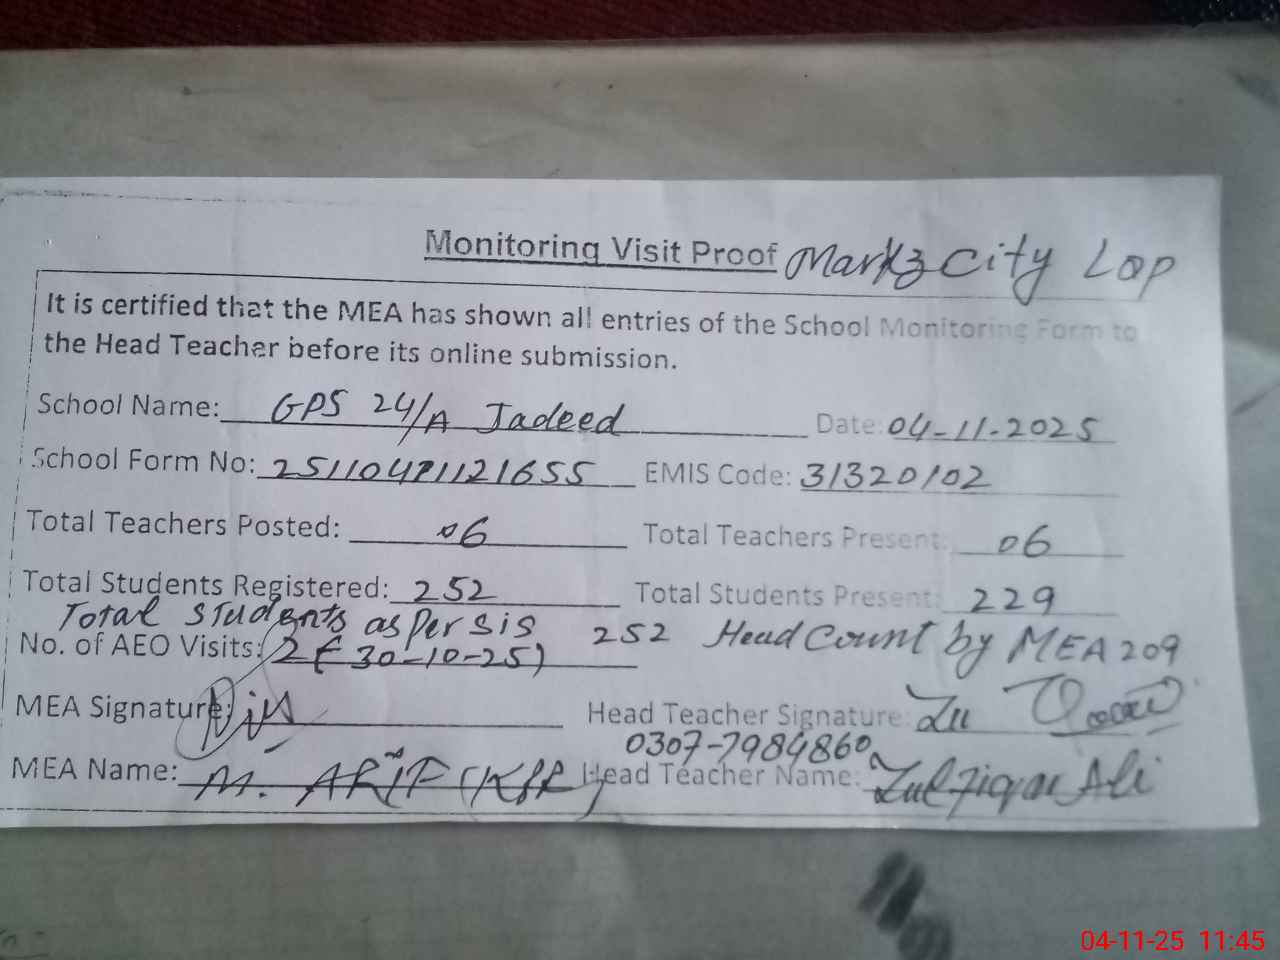 Monitoring Visit Proof Markz City Lop
It is certified that the MEA has shown all entries of the School Monitoring Form to
the Head Teacher before its online submission.
School Name: GPS 24/A Jadeed Date: 04-11-2025
School Form No: 25110421121655 EMIS Code: 31320102
Total Teachers Posted: 06 Total Teachers Present: 06
Total Students Registered: 252 Total Students Present: 229
Total Students as Per SIS 252 Head Count by MEA 209
No. of AEO Visits: 2 (30-10-25)
MEA Signature: Head Teacher Signature:
0307-7984860
MEA Name: M. ARIF (KPR) Head Teacher Name: Zulfiqar Ali
04-11-25 11:45